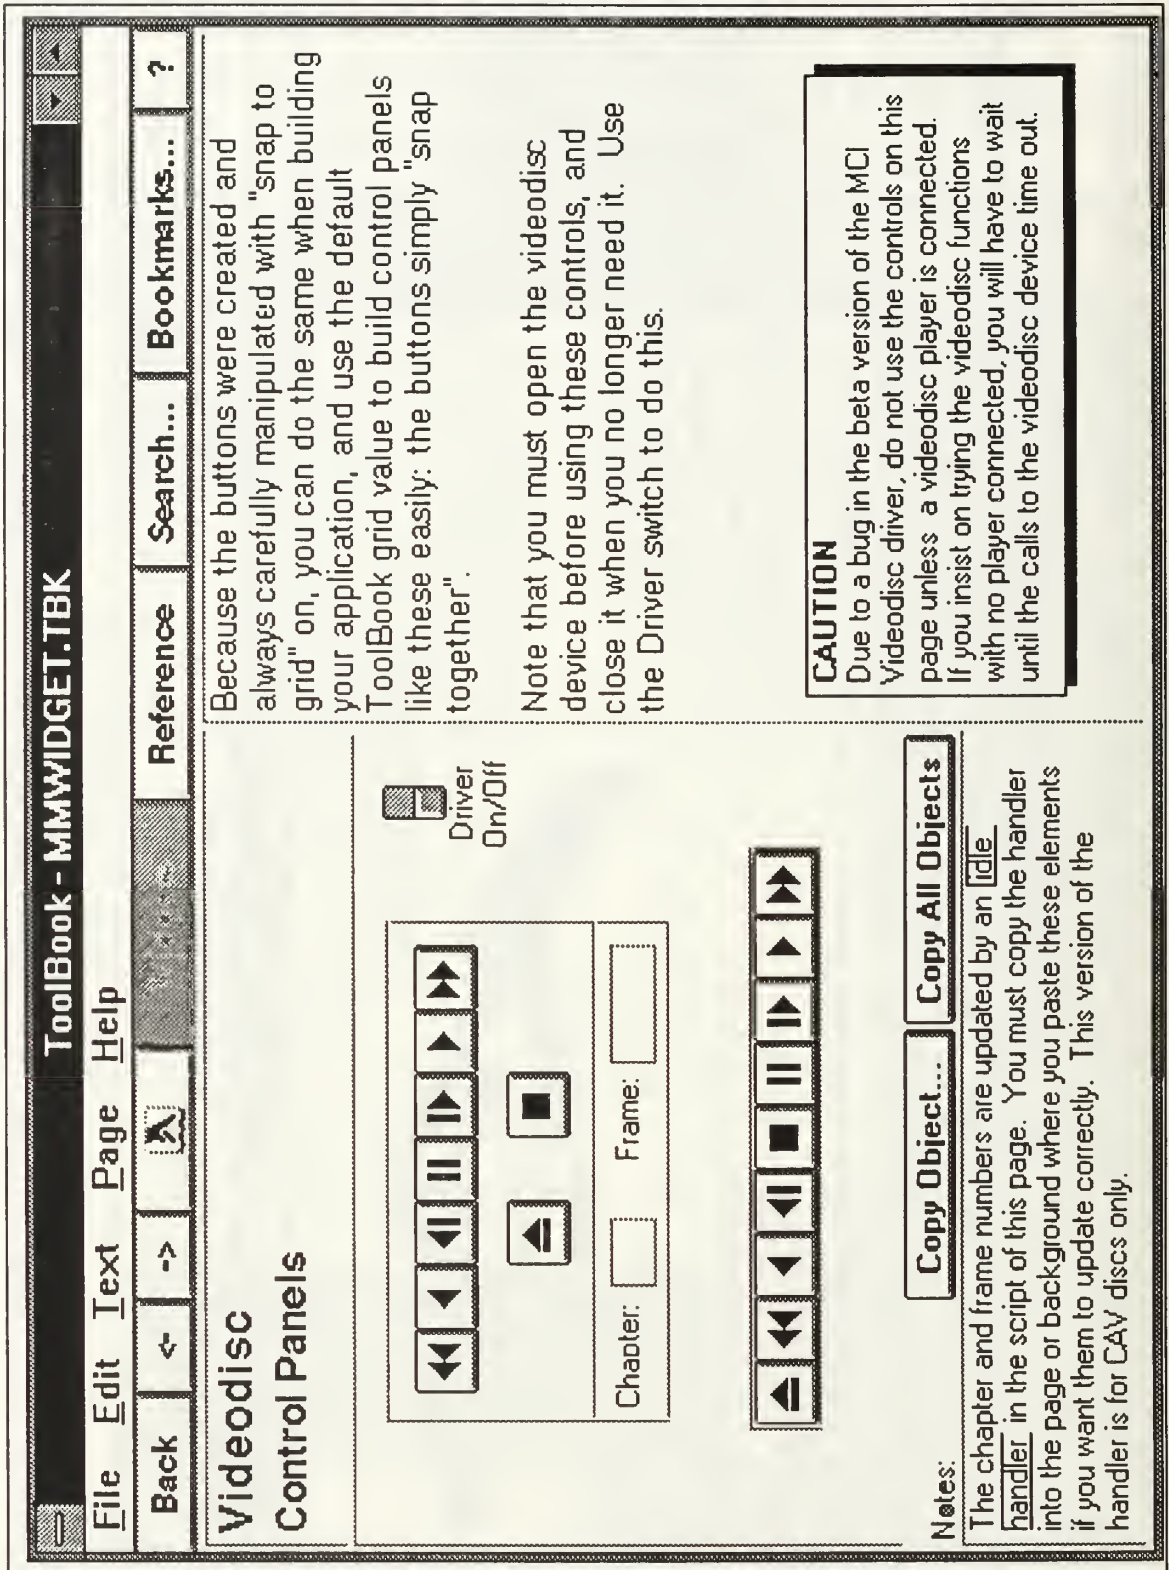 ToolBook - MMWIDGET.TBK
File Edit Text Page Help
Back <- -> Reference Search... Bookmarks... ?
Videodisc
Control Panels
Driver
On/Off
Chapter: Frame:
Copy Object... Copy All Objects
Notes:
The chapter and frame numbers are updated by an idle
handler in the script of this page. You must copy the handler
into the page or background where you paste these elements
if you want them to update correctly. This version of the
handler is for CAV discs only.
Because the buttons were created and
always carefully manipulated with "snap to
grid" on, you can do the same when building
your application, and use the default
ToolBook grid value to build control panels
like these easily: the buttons simply "snap
together".
Note that you must open the videodisc
device before using these controls, and
close it when you no longer need it. Use
the Driver switch to do this.
CAUTION
Due to a bug in the beta version of the MCI
Videodisc driver, do not use the controls on this
page unless a videodisc player is connected.
If you insist on trying the videodisc functions
with no player connected, you will have to wait
until the calls to the videodisc device time out.